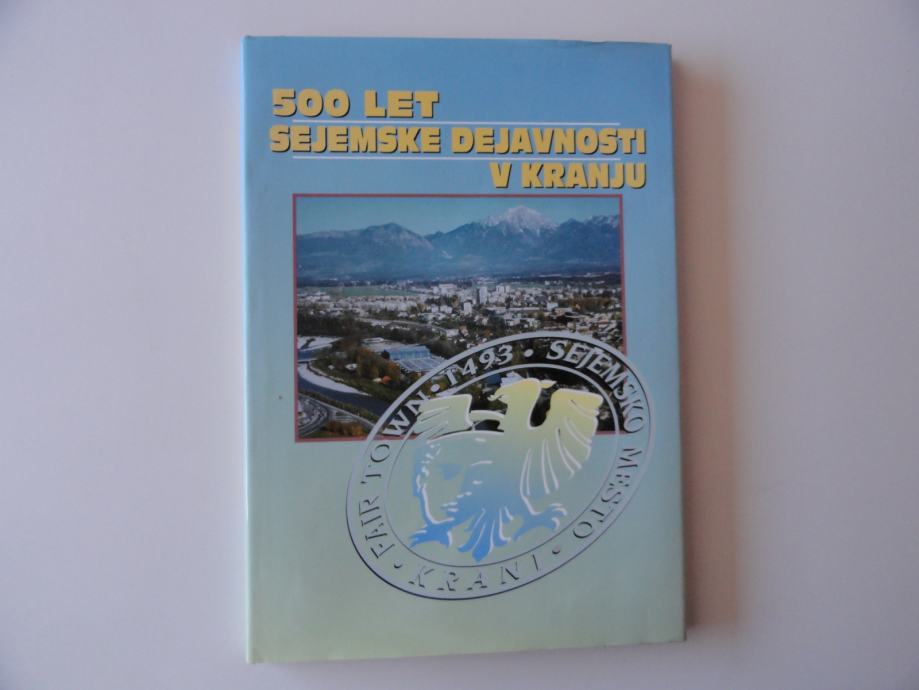 500 LET
SEJEMSKE DEJAVNOSTI
V KRANJU
FAIR TOWN • 1493 • SEJEMSKO MESTO •
KRANJ •